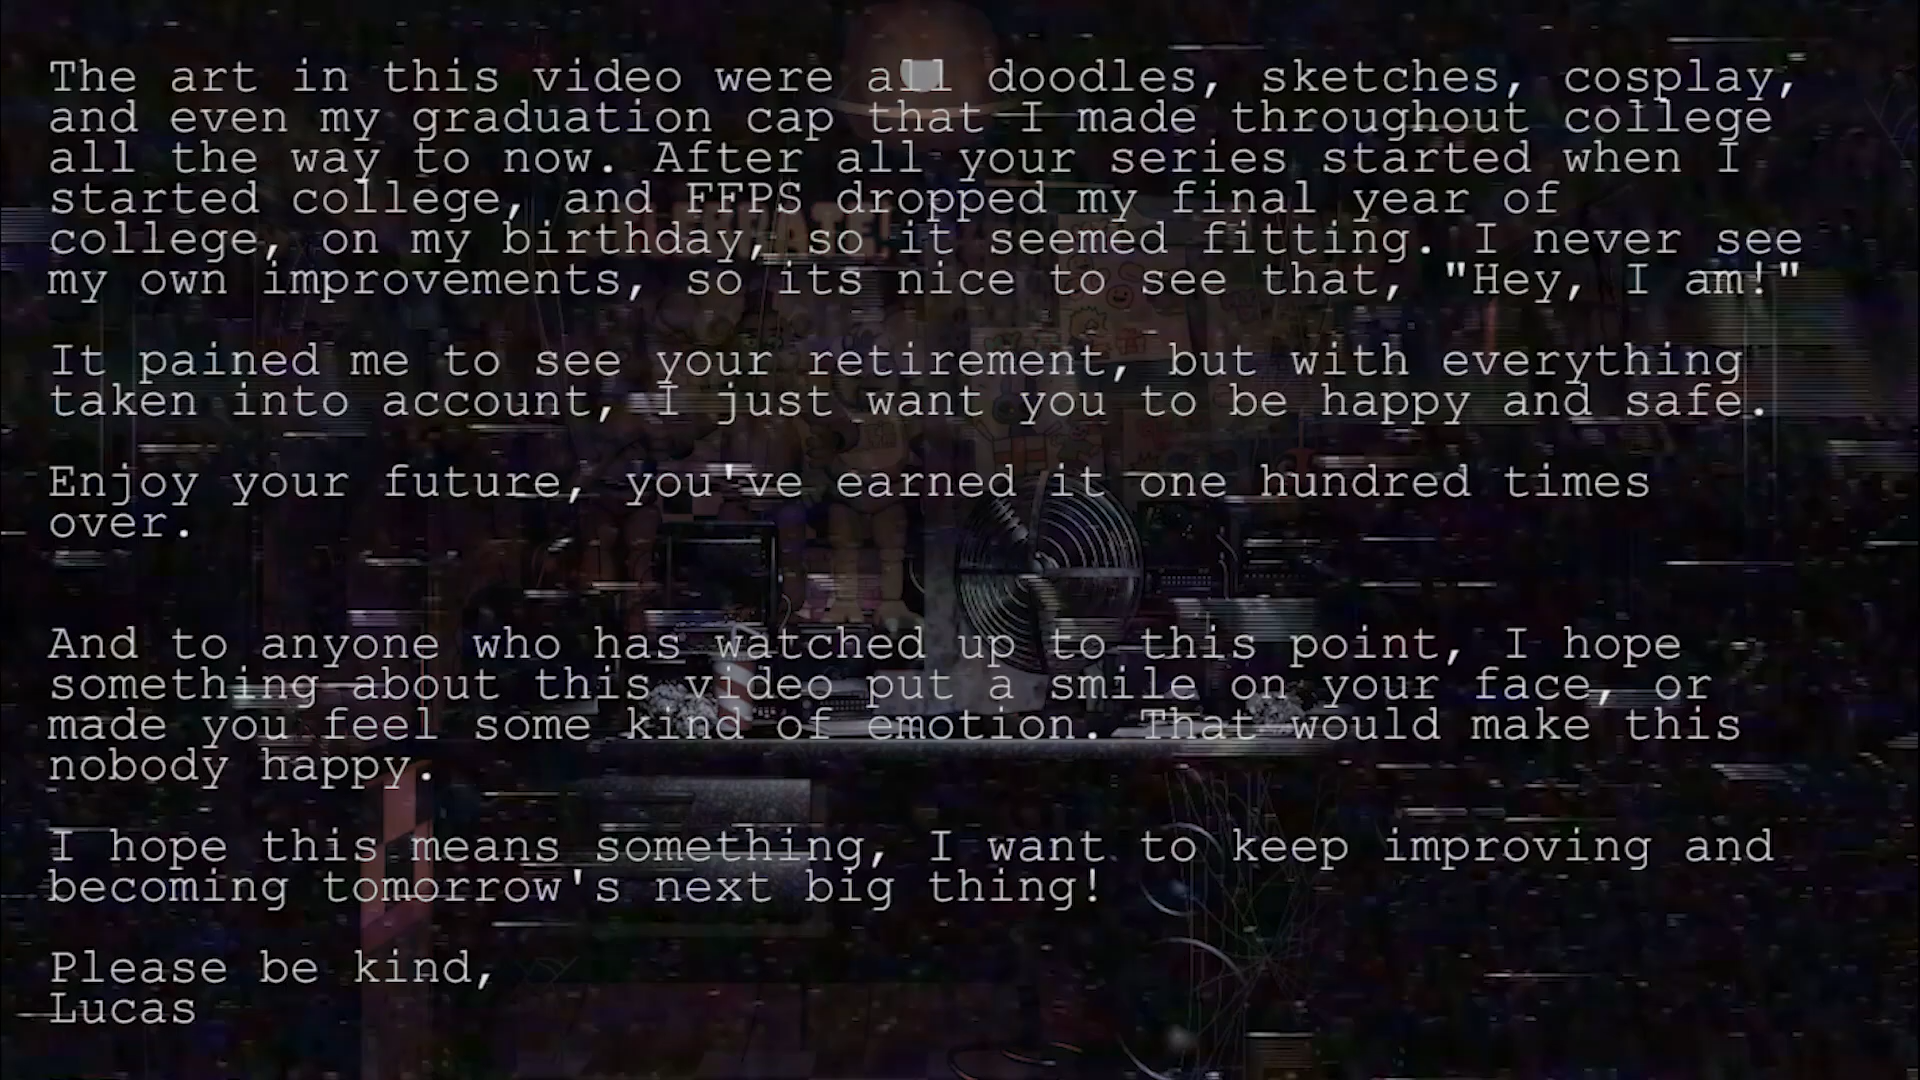 The art in this video were all doodles, sketches, cosplay,
and even my graduation cap that I made throughout college
all the way to now. After all your series started when I
started college, and FFPS dropped my final year of
college, on my birthday, so it seemed fitting. I never see
my own improvements, so its nice to see that, "Hey, I am!"
It pained me to see your retirement, but with everything
taken into account, I just want you to be happy and safe.
Enjoy your future, you've earned it one hundred times
over.
And to anyone who has watched up to this point, I hope
something about this video put a smile on your face, or
made you feel some kind of emotion. That would make this
nobody happy.
I hope this means something, I want to keep improving and
becoming tomorrow's next big thing!
Please be kind,
Lucas